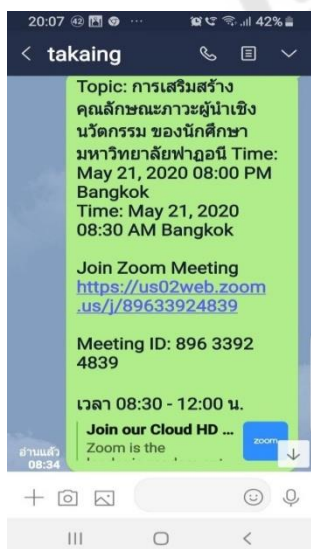 20:07
42%
takaing
Topic: การเสริมสร้าง
คุณลักษณะภาวะผู้นำเชิง
นวัตกรรม ของนักศึกษา
มหาวิทยาลัยฟาฏอนี Time:
May 21, 2020 08:00 PM
Bangkok
Time: May 21, 2020
08:30 AM Bangkok
Join Zoom Meeting
https://us02web.zoom
.us/j/89633924839
Meeting ID: 896 3392
4839
เวลา 08:30 - 12:00 น.
Join our Cloud HD ...
Zoom is the
zoom
อ่านแล้ว
08:34